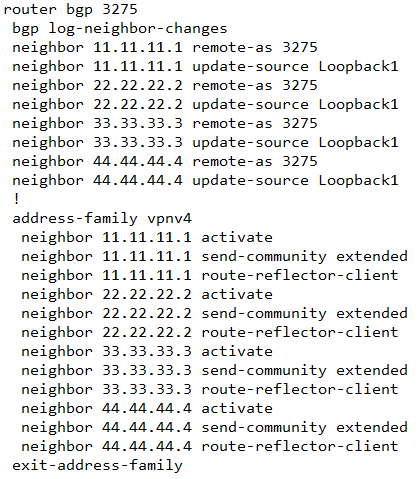 router bgp 3275
bgp log-neighbor-changes
neighbor 11.11.11.1 remote-as 3275
neighbor 11.11.11.1 update-source Loopback1
neighbor 22.22.22.2 remote-as 3275
neighbor 22.22.22.2 update-source Loopback1
neighbor 33.33.33.3 remote-as 3275
neighbor 33.33.33.3 update-source Loopback1
neighbor 44.44.44.4 remote-as 3275
neighbor 44.44.44.4 update-source Loopback1
!
address-family vpnv4
neighbor 11.11.11.1 activate
neighbor 11.11.11.1 send-community extended
neighbor 11.11.11.1 route-reflector-client
neighbor 22.22.22.2 activate
neighbor 22.22.22.2 send-community extended
neighbor 22.22.22.2 route-reflector-client
neighbor 33.33.33.3 activate
neighbor 33.33.33.3 send-community extended
neighbor 33.33.33.3 route-reflector-client
neighbor 44.44.44.4 activate
neighbor 44.44.44.4 send-community extended
neighbor 44.44.44.4 route-reflector-client
exit-address-family